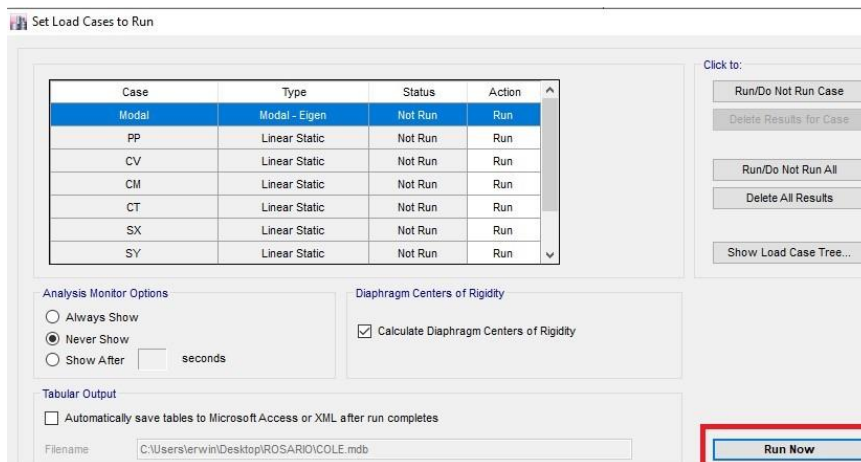 Set Load Cases to Run
Click to:
Case Type Status Action
Modal Modal - Eigen Not Run Run
PP Linear Static Not Run Run
CV Linear Static Not Run Run
CM Linear Static Not Run Run
CT Linear Static Not Run Run
SX Linear Static Not Run Run
SY Linear Static Not Run Run
Run/Do Not Run Case
Delete Results for Case
Run/Do Not Run All
Delete All Results
Show Load Case Tree...
Analysis Monitor Options
Always Show
Never Show
Show After seconds
Diaphragm Centers of Rigidity
Calculate Diaphragm Centers of Rigidity
Tabular Output
Automatically save tables to Microsoft Access or XML after run completes
Filename C:\Users\erwin\Desktop\ROSARIO\COLE.mdb
Run Now